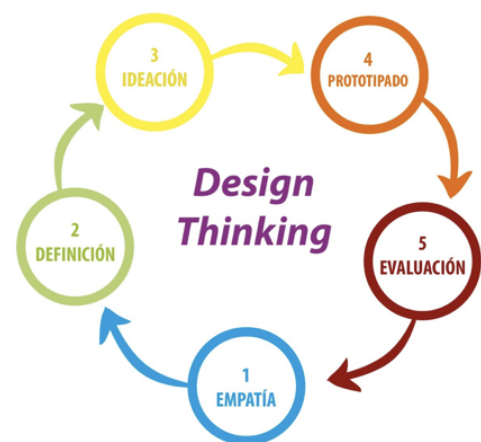 Design
Thinking
1
EMPATÍA
2
DEFINICIÓN
3
IDEACIÓN
4
PROTOTIPADO
5
EVALUACIÓN